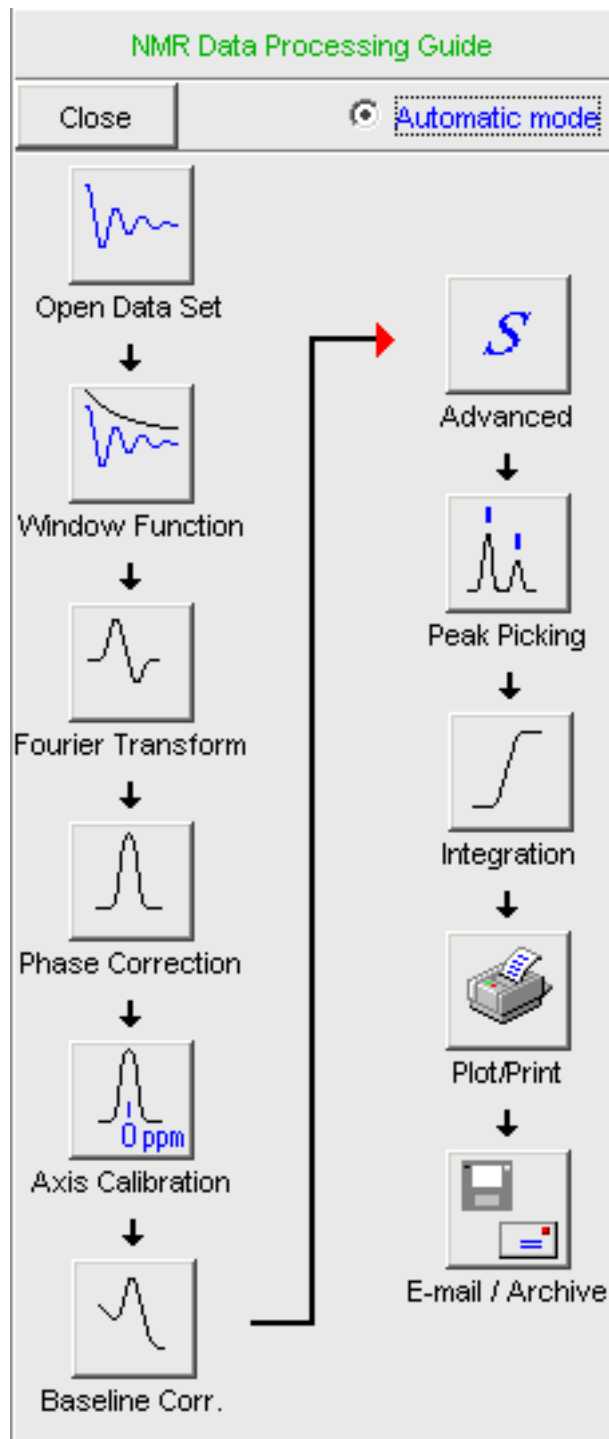 NMR Data Processing Guide
Close
Automatic mode
Open Data Set
Window Function
Fourier Transform
Phase Correction
0 ppm
Axis Calibration
Baseline Corr.
S
Advanced
Peak Picking
Integration
Plot/Print
E-mail / Archive